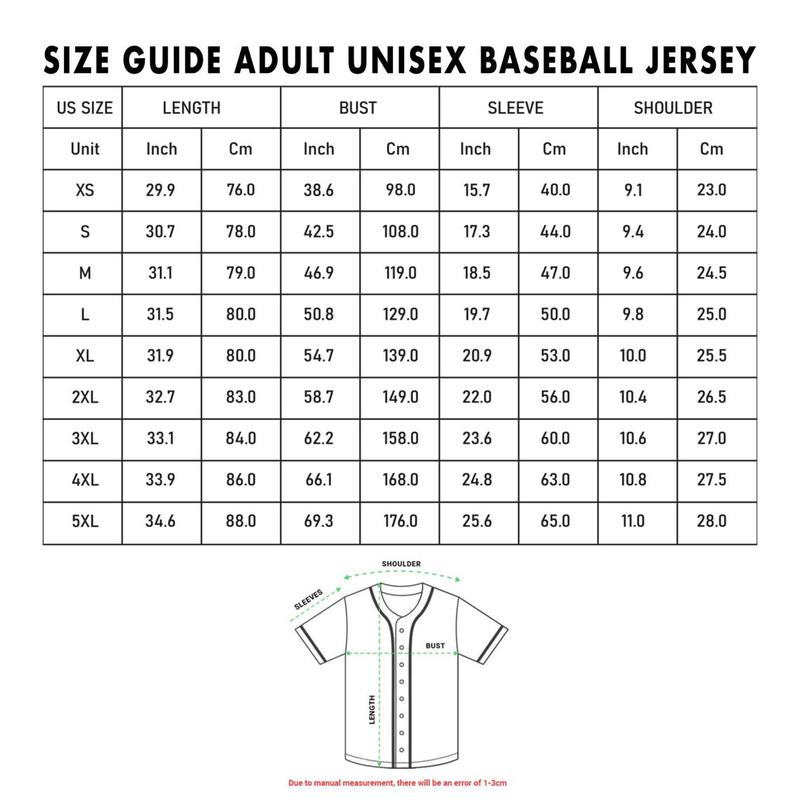 SIZE GUIDE ADULT UNISEX BASEBALL JERSEY
US SIZE LENGTH BUST SLEEVE SHOULDER
Unit Inch Cm Inch Cm Inch Cm Inch Cm
XS 29.9 76.0 38.6 98.0 15.7 40.0 9.1 23.0
S 30.7 78.0 42.5 108.0 17.3 44.0 9.4 24.0
M 31.1 79.0 46.9 119.0 18.5 47.0 9.6 24.5
L 31.5 80.0 50.8 129.0 19.7 50.0 9.8 25.0
XL 31.9 80.0 54.7 139.0 20.9 53.0 10.0 25.5
2XL 32.7 83.0 58.7 149.0 22.0 56.0 10.4 26.5
3XL 33.1 84.0 62.2 158.0 23.6 60.0 10.6 27.0
4XL 33.9 86.0 66.1 168.0 24.8 63.0 10.8 27.5
5XL 34.6 88.0 69.3 176.0 25.6 65.0 11.0 28.0
SHOULDER
SLEEVES
BUST
LENGTH
Due to manual measurement, there will be an error of 1-3cm